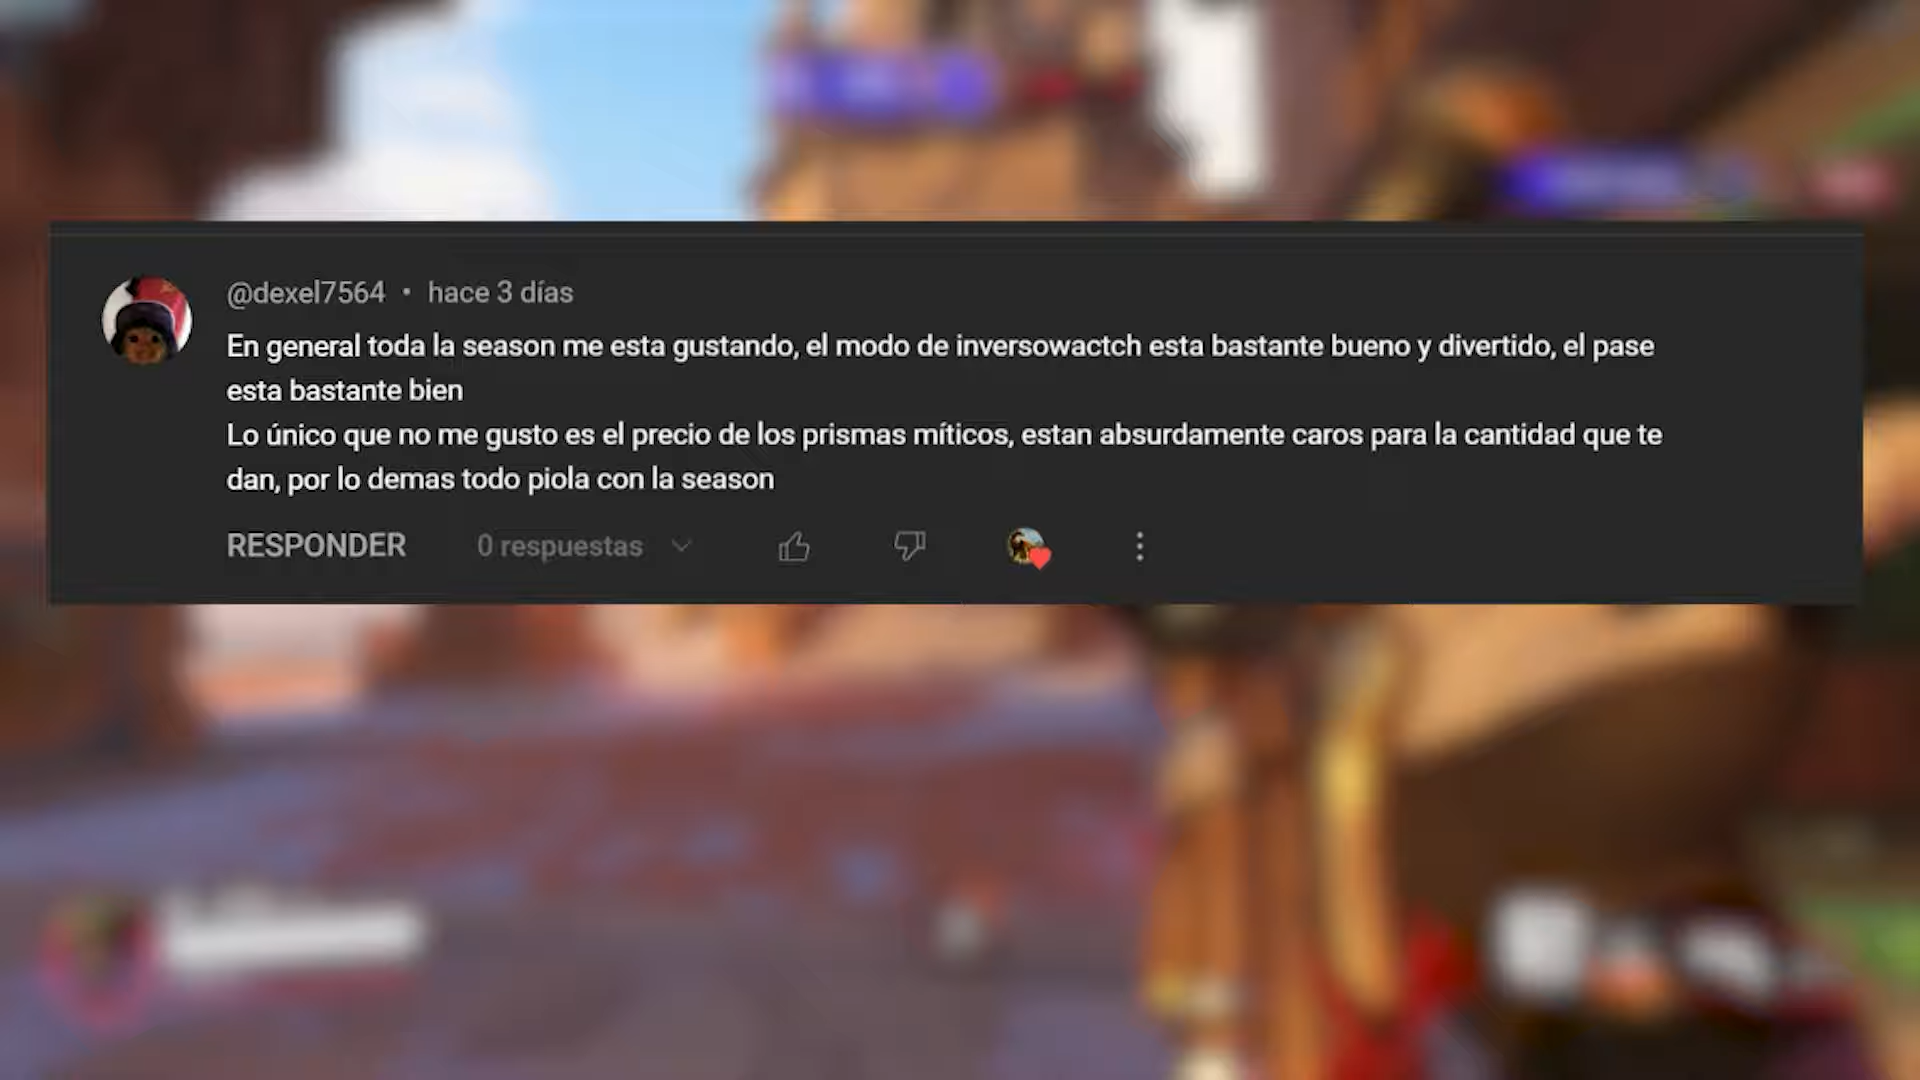 @dexel7564 • hace 3 días
En general toda la season me esta gustando, el modo de inversowactch esta bastante bueno y divertido, el pase
esta bastante bien
Lo único que no me gusto es el precio de los prismas míticos, estan absurdamente caros para la cantidad que te
dan, por lo demas todo piola con la season
RESPONDER 0 respuestas